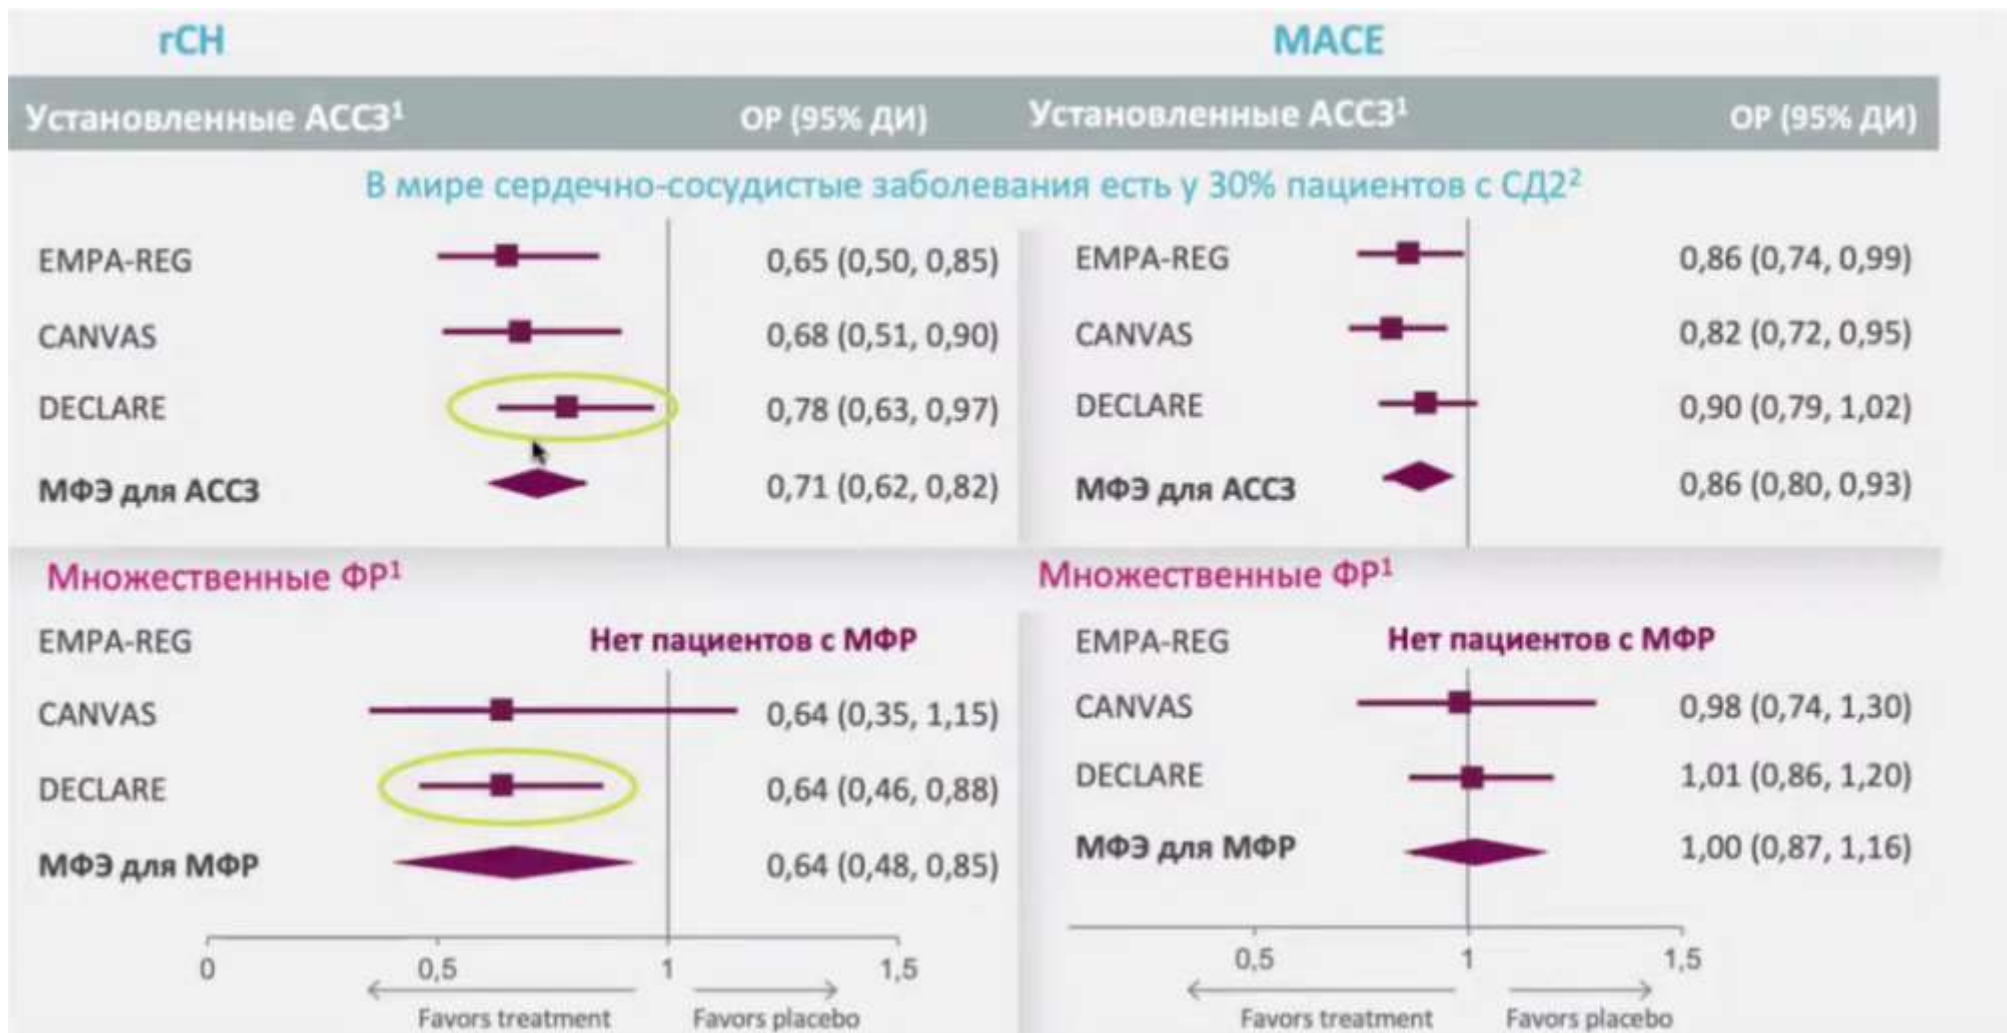 гСН MACE
Установленные АССЗ¹ ОР (95% ДИ) Установленные АССЗ¹ ОР (95% ДИ)
В мире сердечно-сосудистые заболевания есть у 30% пациентов с СД2²
EMPA-REG 0,65 (0,50, 0,85) EMPA-REG 0,86 (0,74, 0,99)
CANVAS 0,68 (0,51, 0,90) CANVAS 0,82 (0,72, 0,95)
DECLARE 0,78 (0,63, 0,97) DECLARE 0,90 (0,79, 1,02)
МФЭ для АССЗ 0,71 (0,62, 0,82) МФЭ для АССЗ 0,86 (0,80, 0,93)
Множественные ФР¹ Множественные ФР¹
EMPA-REG Нет пациентов с МФР EMPA-REG Нет пациентов с МФР
CANVAS 0,64 (0,35, 1,15) CANVAS 0,98 (0,74, 1,30)
DECLARE 0,64 (0,46, 0,88) DECLARE 1,01 (0,86, 1,20)
МФЭ для МФР 0,64 (0,48, 0,85) МФЭ для МФР 1,00 (0,87, 1,16)
0 0,5 1 1,5 0,5 1 1,5
Favors treatment Favors placebo Favors treatment Favors placebo